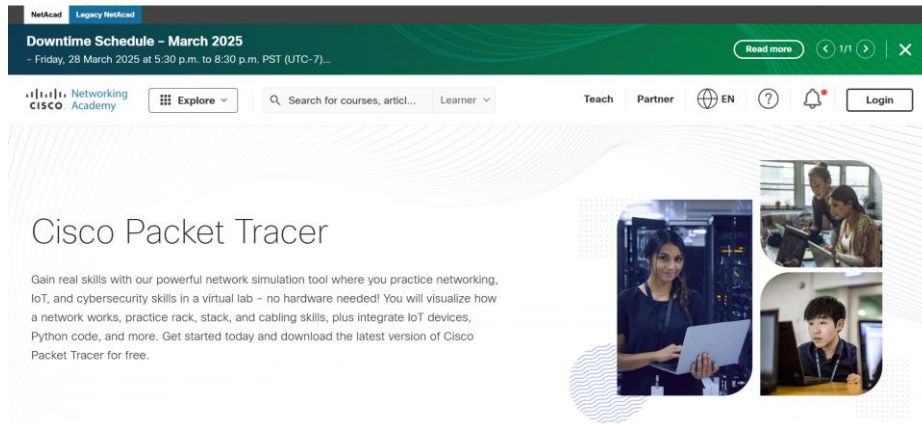 NetAcad Legacy NetAcad
Downtime Schedule – March 2025
- Friday, 28 March 2025 at 5:30 p.m. to 8:30 p.m. PST (UTC-7)...
Read more
1/1
Networking
CISCO. Academy
Explore
Search for courses, articl...
Learner
Teach
Partner
EN
?
Login
Cisco Packet Tracer
Gain real skills with our powerful network simulation tool where you practice networking,
IoT, and cybersecurity skills in a virtual lab – no hardware needed! You will visualize how
a network works, practice rack, stack, and cabling skills, plus integrate IoT devices,
Python code, and more. Get started today and download the latest version of Cisco
Packet Tracer for free.